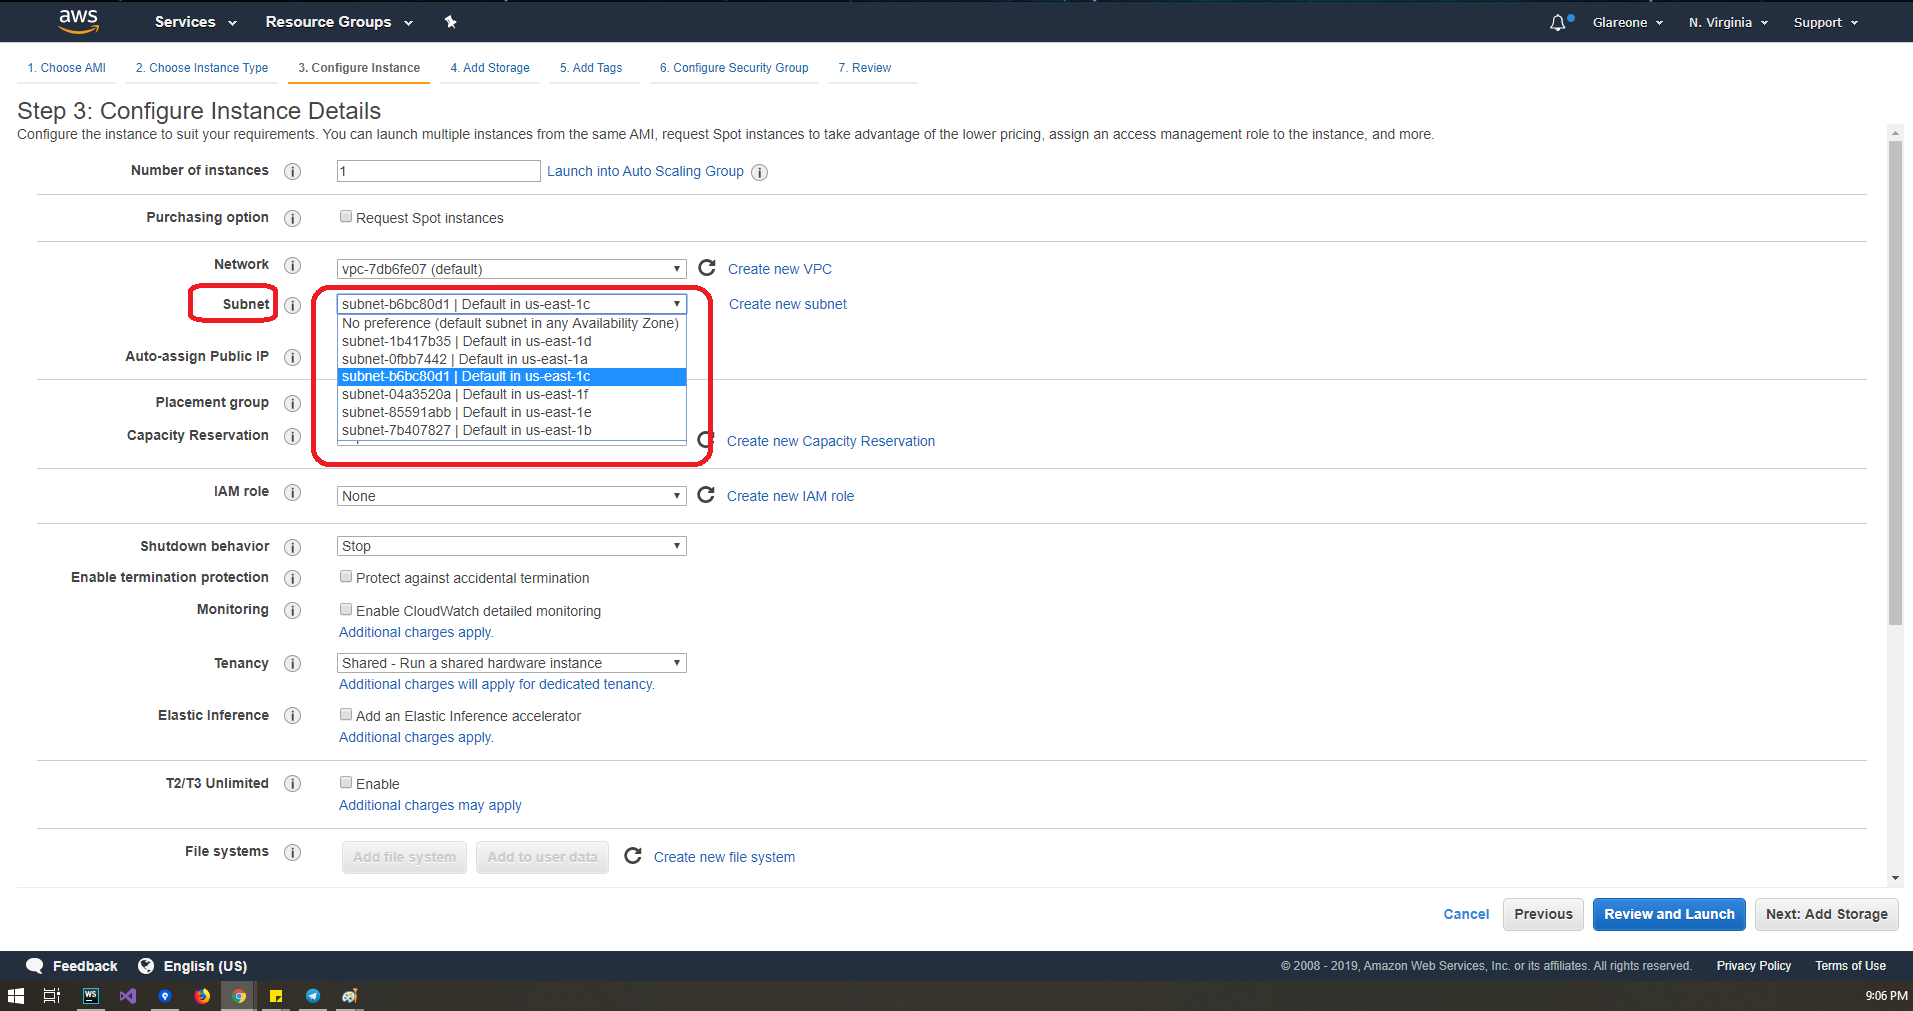 aws Services Resource Groups Glareone N. Virginia Support
1. Choose AMI 2. Choose Instance Type 3. Configure Instance 4. Add Storage 5. Add Tags 6. Configure Security Group 7. Review
Step 3: Configure Instance Details
Configure the instance to suit your requirements. You can launch multiple instances from the same AMI, request Spot instances to take advantage of the lower pricing, assign an access management role to the instance, and more.
Number of instances i 1 Launch into Auto Scaling Group i
Purchasing option i Request Spot instances
Network i vpc-7db6fe07 (default) Create new VPC
Subnet i subnet-b6bc80d1 | Default in us-east-1c Create new subnet
No preference (default subnet in any Availability Zone)
subnet-1b417b35 | Default in us-east-1d
Auto-assign Public IP i subnet-0fbb7442 | Default in us-east-1a
subnet-b6bc80d1 | Default in us-east-1c
subnet-04a3520a | Default in us-east-1f
Placement group i
subnet-85591abb | Default in us-east-1e
subnet-7b407827 | Default in us-east-1b
Capacity Reservation i Create new Capacity Reservation
IAM role i None Create new IAM role
Shutdown behavior i Stop
Enable termination protection i Protect against accidental termination
Monitoring i Enable CloudWatch detailed monitoring
Additional charges apply.
Tenancy i Shared - Run a shared hardware instance
Additional charges will apply for dedicated tenancy.
Elastic Inference i Add an Elastic Inference accelerator
Additional charges apply.
T2/T3 Unlimited i Enable
Additional charges may apply
File systems i Add file system Add to user data Create new file system
Cancel Previous Review and Launch Next: Add Storage
Feedback English (US) © 2008 - 2019, Amazon Web Services, Inc. or its affiliates. All rights reserved. Privacy Policy Terms of Use
WS 9:06 PM